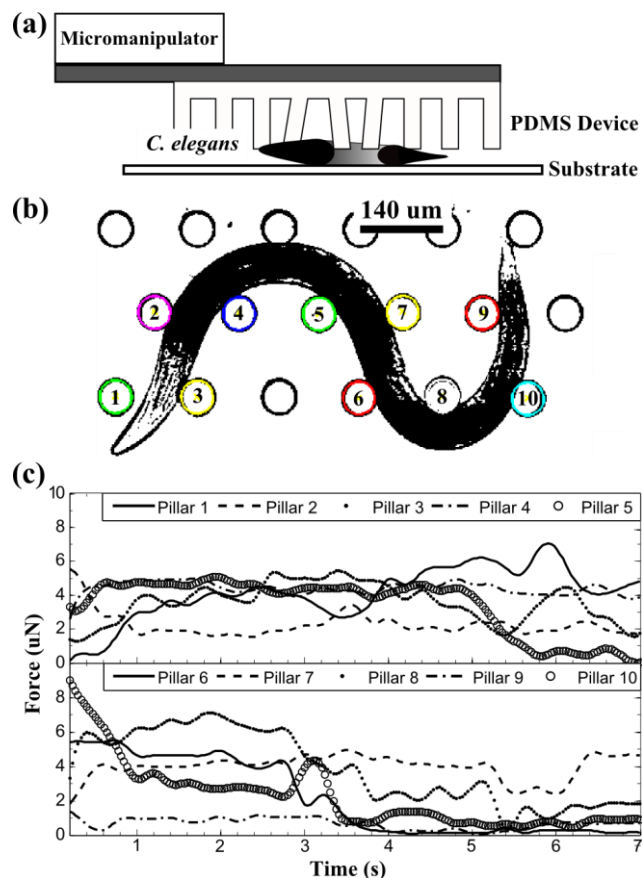 (a)
Micromanipulator
PDMS Device
C. elegans
Substrate
(b)
140 um
2 4 5 7 9
1 3 6 8 10
(c)
10
Pillar 1 Pillar 2 Pillar 3 Pillar 4 Pillar 5
8
6
4
2
0
Pillar 6 Pillar 7 Pillar 8 Pillar 9 Pillar 10
8
6
4
2
0
Force (uN)
1 2 3 4 5 6 7
Time (s)